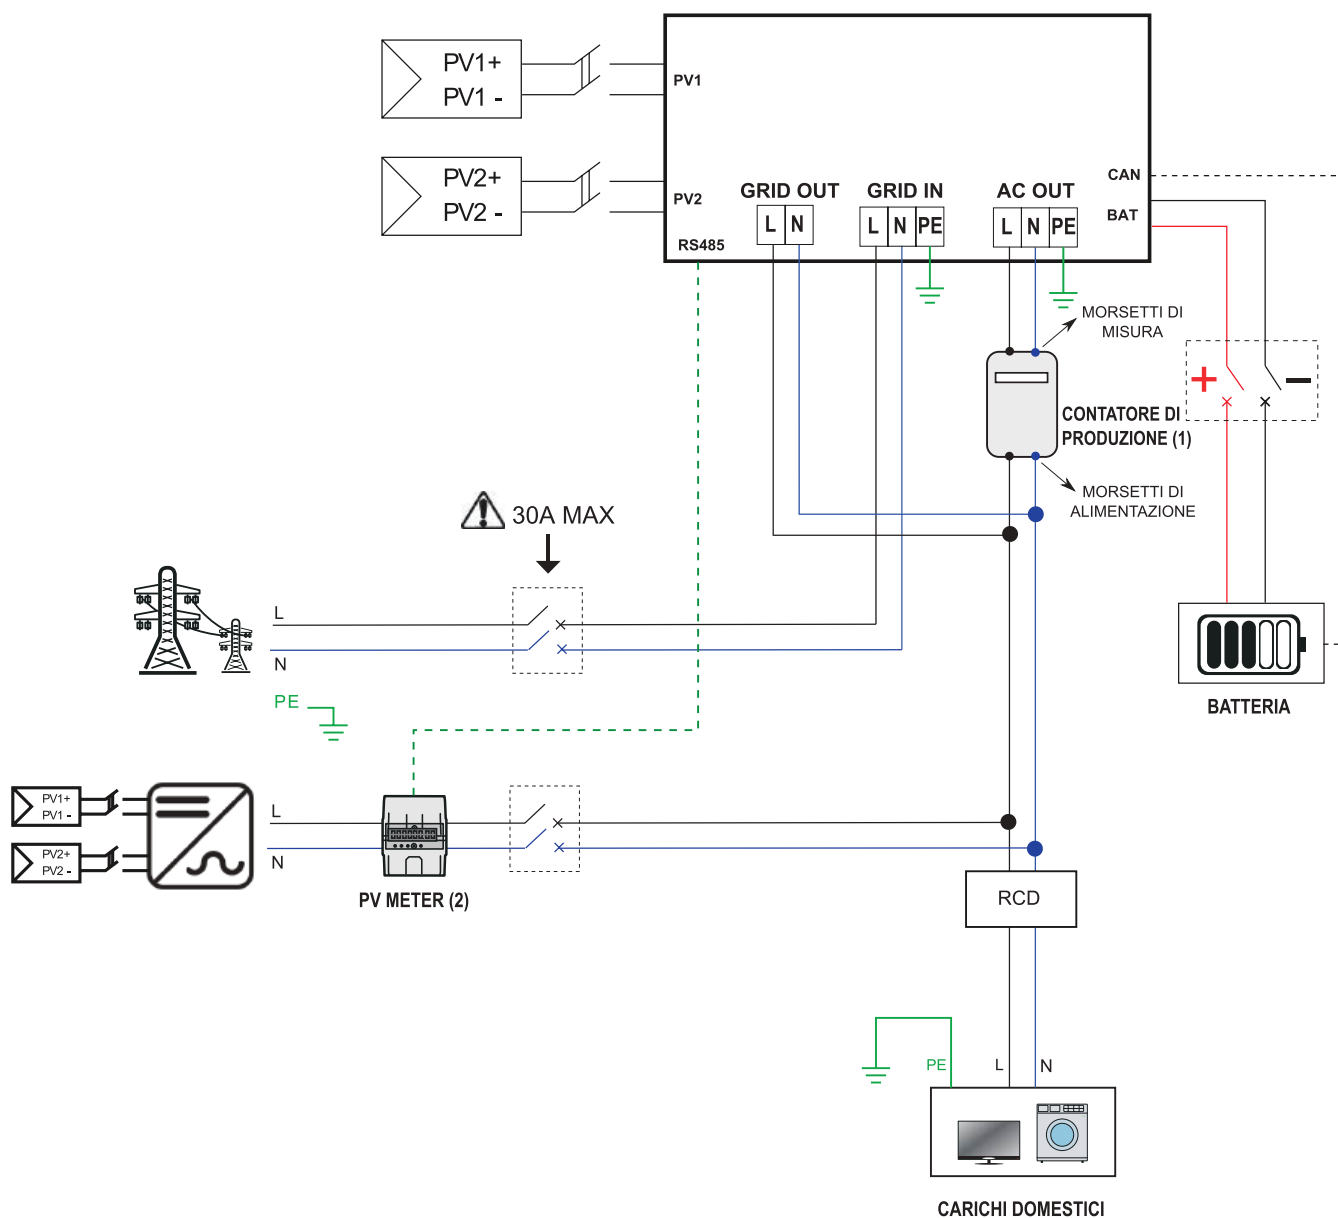 PV1+
PV1 -
PV1
PV2+
PV2 -
PV2
RS485
GRID OUT
L N
GRID IN
L N PE
AC OUT
L N PE
CAN
BAT
MORSETTI DI
MISURA
+
−
CONTATORE DI
PRODUZIONE (1)
MORSETTI DI
ALIMENTAZIONE
30A MAX
L
N
PE
BATTERIA
PV1+
PV1 -
PV2+
PV2 -
L
N
PV METER (2)
RCD
PE L N
CARICHI DOMESTICI